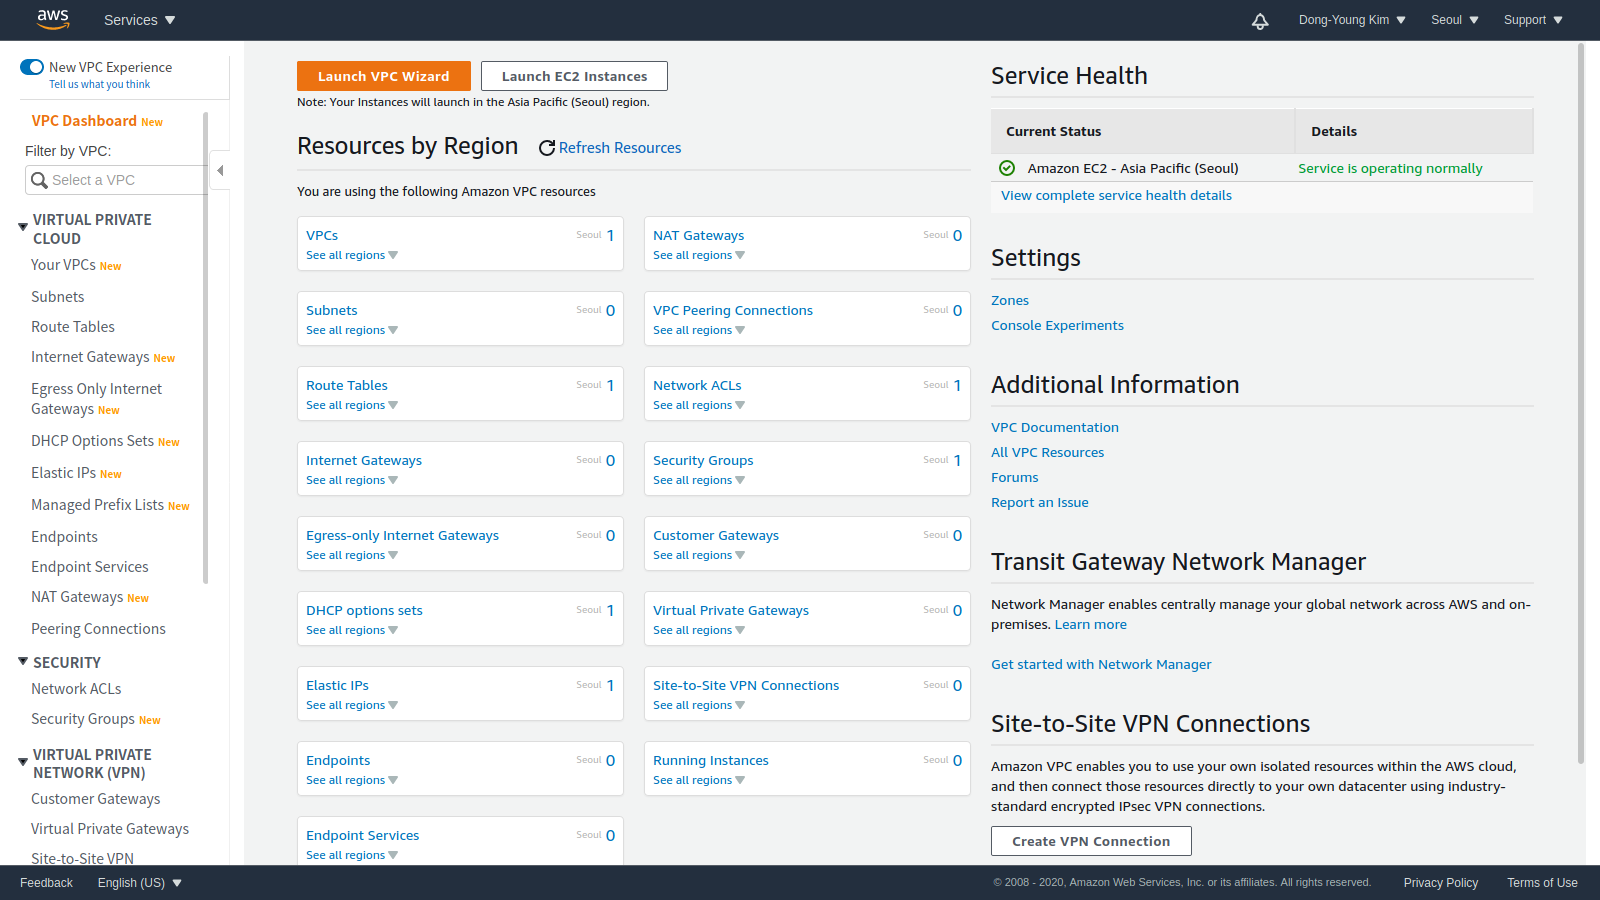 aws
Services
Dong-Young Kim
Seoul
Support
New VPC Experience
Tell us what you think
VPC Dashboard New
Filter by VPC:
Select a VPC
VIRTUAL PRIVATE
CLOUD
Your VPCs New
Subnets
Route Tables
Internet Gateways New
Egress Only Internet
Gateways New
DHCP Options Sets New
Elastic IPs New
Managed Prefix Lists New
Endpoints
Endpoint Services
NAT Gateways New
Peering Connections
SECURITY
Network ACLs
Security Groups New
VIRTUAL PRIVATE
NETWORK (VPN)
Customer Gateways
Virtual Private Gateways
Site-to-Site VPN
Launch VPC Wizard
Launch EC2 Instances
Note: Your Instances will launch in the Asia Pacific (Seoul) region.
Resources by Region
Refresh Resources
You are using the following Amazon VPC resources
VPCs Seoul 1
See all regions
NAT Gateways Seoul 0
See all regions
Subnets Seoul 0
See all regions
VPC Peering Connections Seoul 0
See all regions
Route Tables Seoul 1
See all regions
Network ACLs Seoul 1
See all regions
Internet Gateways Seoul 0
See all regions
Security Groups Seoul 1
See all regions
Egress-only Internet Gateways Seoul 0
See all regions
Customer Gateways Seoul 0
See all regions
DHCP options sets Seoul 1
See all regions
Virtual Private Gateways Seoul 0
See all regions
Elastic IPs Seoul 1
See all regions
Site-to-Site VPN Connections Seoul 0
See all regions
Endpoints Seoul 0
See all regions
Running Instances Seoul 0
See all regions
Endpoint Services Seoul 0
See all regions
Service Health
Current Status Details
Amazon EC2 - Asia Pacific (Seoul) Service is operating normally
View complete service health details
Settings
Zones
Console Experiments
Additional Information
VPC Documentation
All VPC Resources
Forums
Report an Issue
Transit Gateway Network Manager
Network Manager enables centrally manage your global network across AWS and on-
premises. Learn more
Get started with Network Manager
Site-to-Site VPN Connections
Amazon VPC enables you to use your own isolated resources within the AWS cloud,
and then connect those resources directly to your own datacenter using industry-
standard encrypted IPsec VPN connections.
Create VPN Connection
Feedback
English (US)
© 2008 - 2020, Amazon Web Services, Inc. or its affiliates. All rights reserved.
Privacy Policy
Terms of Use